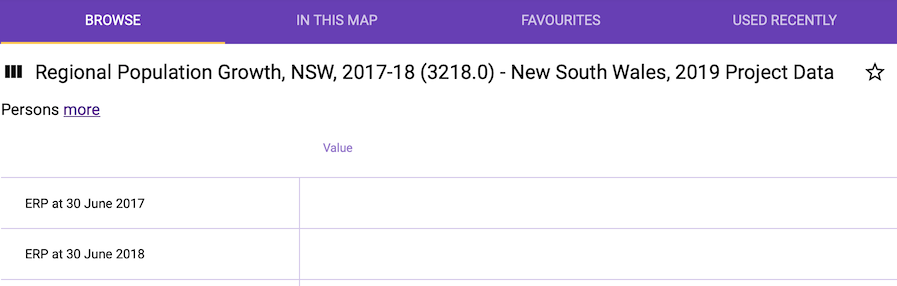 BROWSE IN THIS MAP FAVOURITES USED RECENTLY
Regional Population Growth, NSW, 2017-18 (3218.0) - New South Wales, 2019 Project Data
Persons more
Value
ERP at 30 June 2017
ERP at 30 June 2018